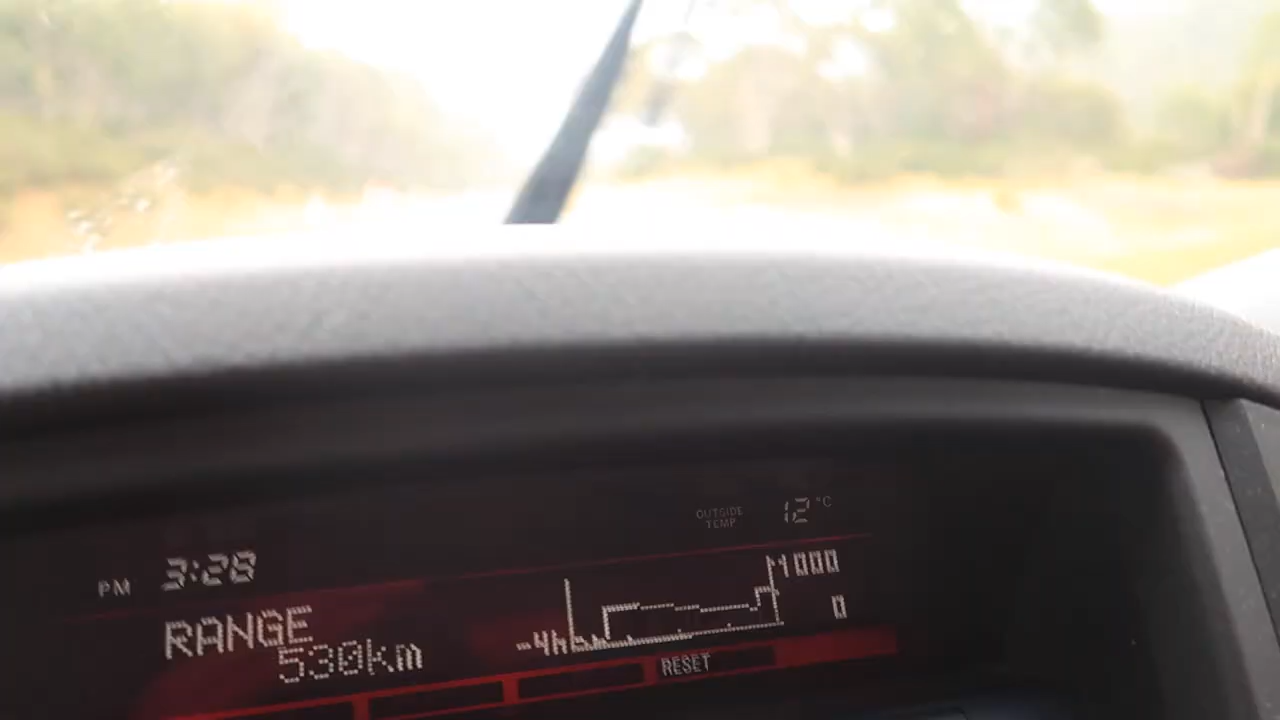 OUTSIDE
TEMP
12°C
PM 3:28
RANGE
530km
1000
0
-4h
RESET